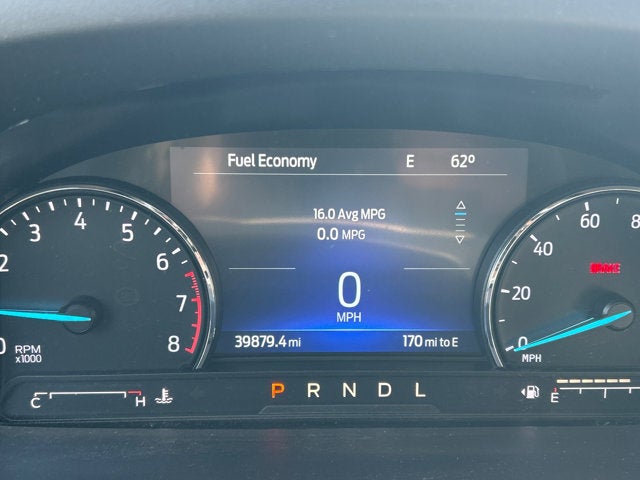 Fuel Economy E 62°
16.0 Avg MPG
0.0 MPG
0
MPH
39879.4 mi 170 mi to E
2 3 4 5 6 7 8
RPM
x1000
0 20 40 60
MPH
BRAKE
C H
P R N D L
E